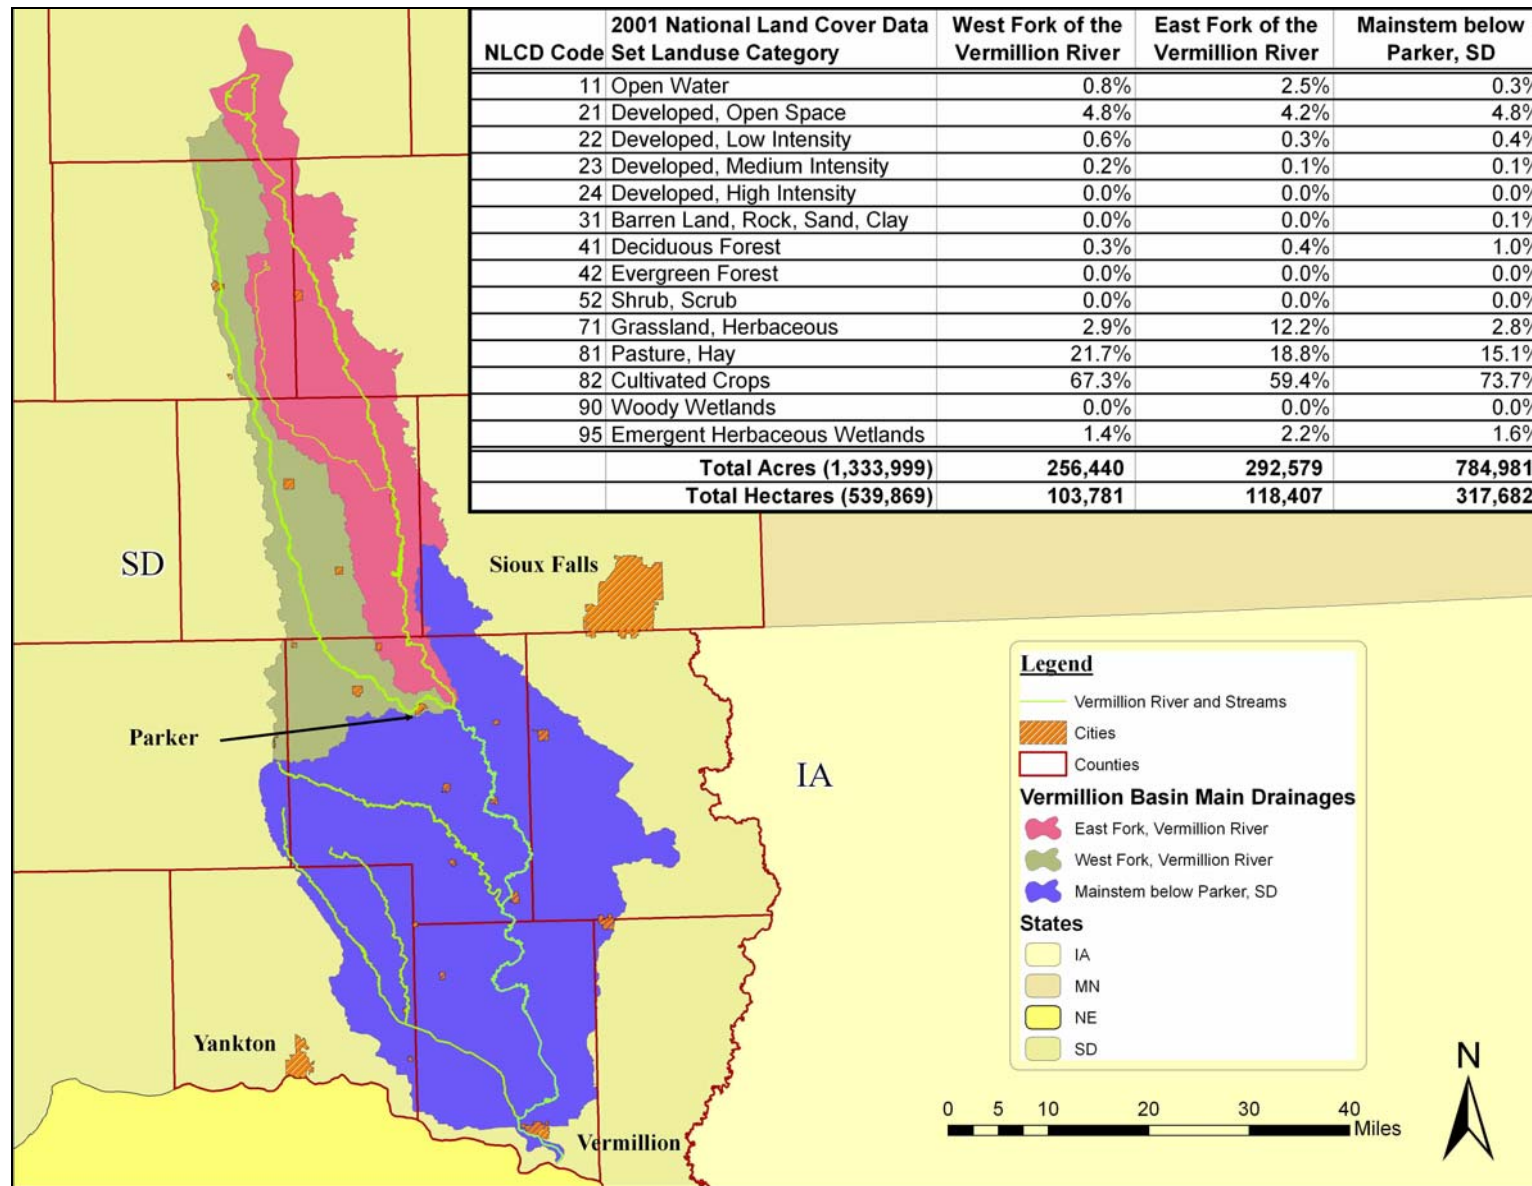 NLCD Code 2001 National Land Cover Data Set Landuse Category West Fork of the Vermillion River East Fork of the Vermillion River Mainstem below Parker, SD
11 Open Water 0.8% 2.5% 0.3%
21 Developed, Open Space 4.8% 4.2% 4.8%
22 Developed, Low Intensity 0.6% 0.3% 0.4%
23 Developed, Medium Intensity 0.2% 0.1% 0.1%
24 Developed, High Intensity 0.0% 0.0% 0.0%
31 Barren Land, Rock, Sand, Clay 0.0% 0.0% 0.1%
41 Deciduous Forest 0.3% 0.4% 1.0%
42 Evergreen Forest 0.0% 0.0% 0.0%
52 Shrub, Scrub 0.0% 0.0% 0.0%
71 Grassland, Herbaceous 2.9% 12.2% 2.8%
81 Pasture, Hay 21.7% 18.8% 15.1%
82 Cultivated Crops 67.3% 59.4% 73.7%
90 Woody Wetlands 0.0% 0.0% 0.0%
95 Emergent Herbaceous Wetlands 1.4% 2.2% 1.6%
Total Acres (1,333,999) 256,440 292,579 784,981
Total Hectares (539,869) 103,781 118,407 317,682
SD
Sioux Falls
Parker
IA
Yankton
Vermillion
Legend
Vermillion River and Streams
Cities
Counties
Vermillion Basin Main Drainages
East Fork, Vermillion River
West Fork, Vermillion River
Mainstem below Parker, SD
States
IA
MN
NE
SD
0 5 10 20 30 40
Miles
N